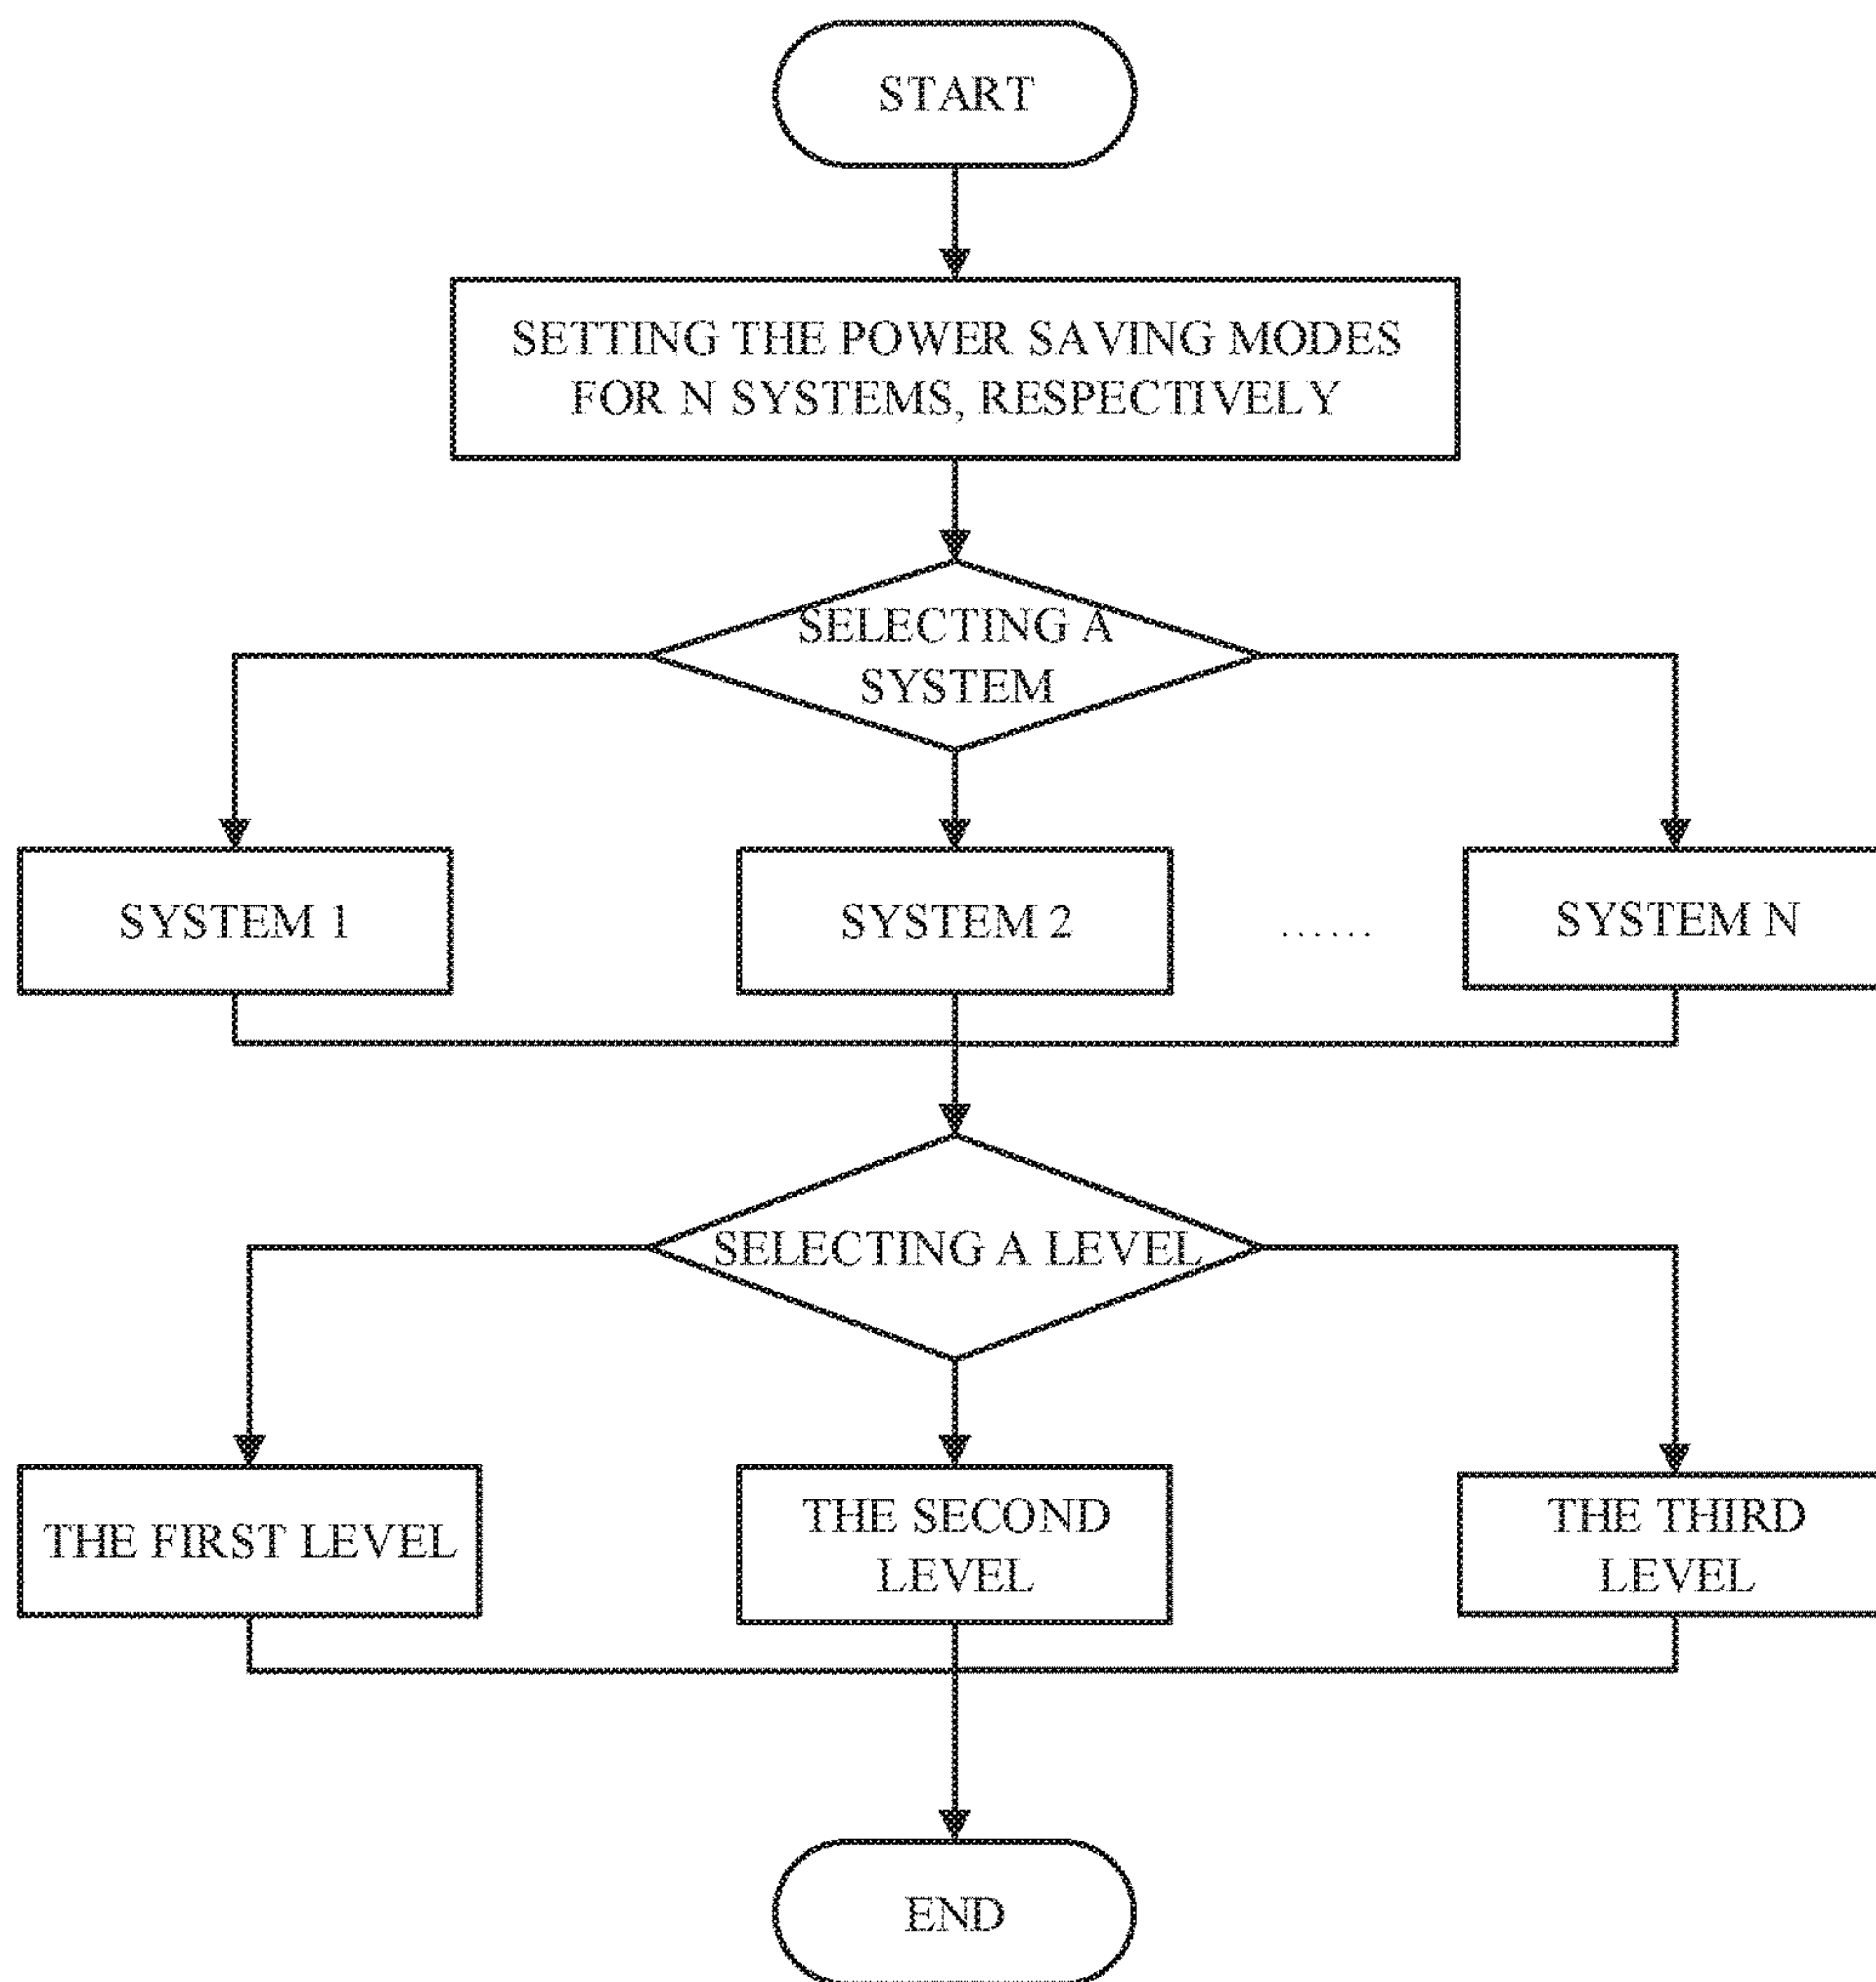 START
SETTING THE POWER SAVING MODES
FOR N SYSTEMS, RESPECTIVELY
SELECTING A
SYSTEM
SYSTEM 1
SYSTEM 2
......
SYSTEM N
SELECTING A LEVEL
THE FIRST LEVEL
THE SECOND
LEVEL
THE THIRD
LEVEL
END